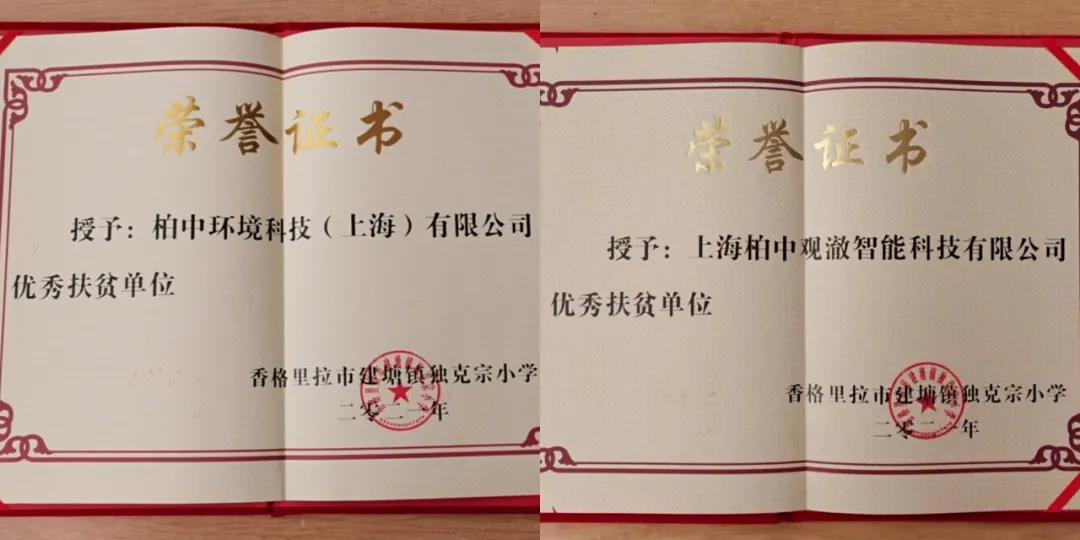 荣誉证书
授予：柏中环境科技（上海）有限公司
优秀扶贫单位
香格里拉市建塘镇独克宗小学
二零二一年
荣誉证书
授予：上海柏中观澈智能科技有限公司
优秀扶贫单位
香格里拉市建塘镇独克宗小学
二零二一年